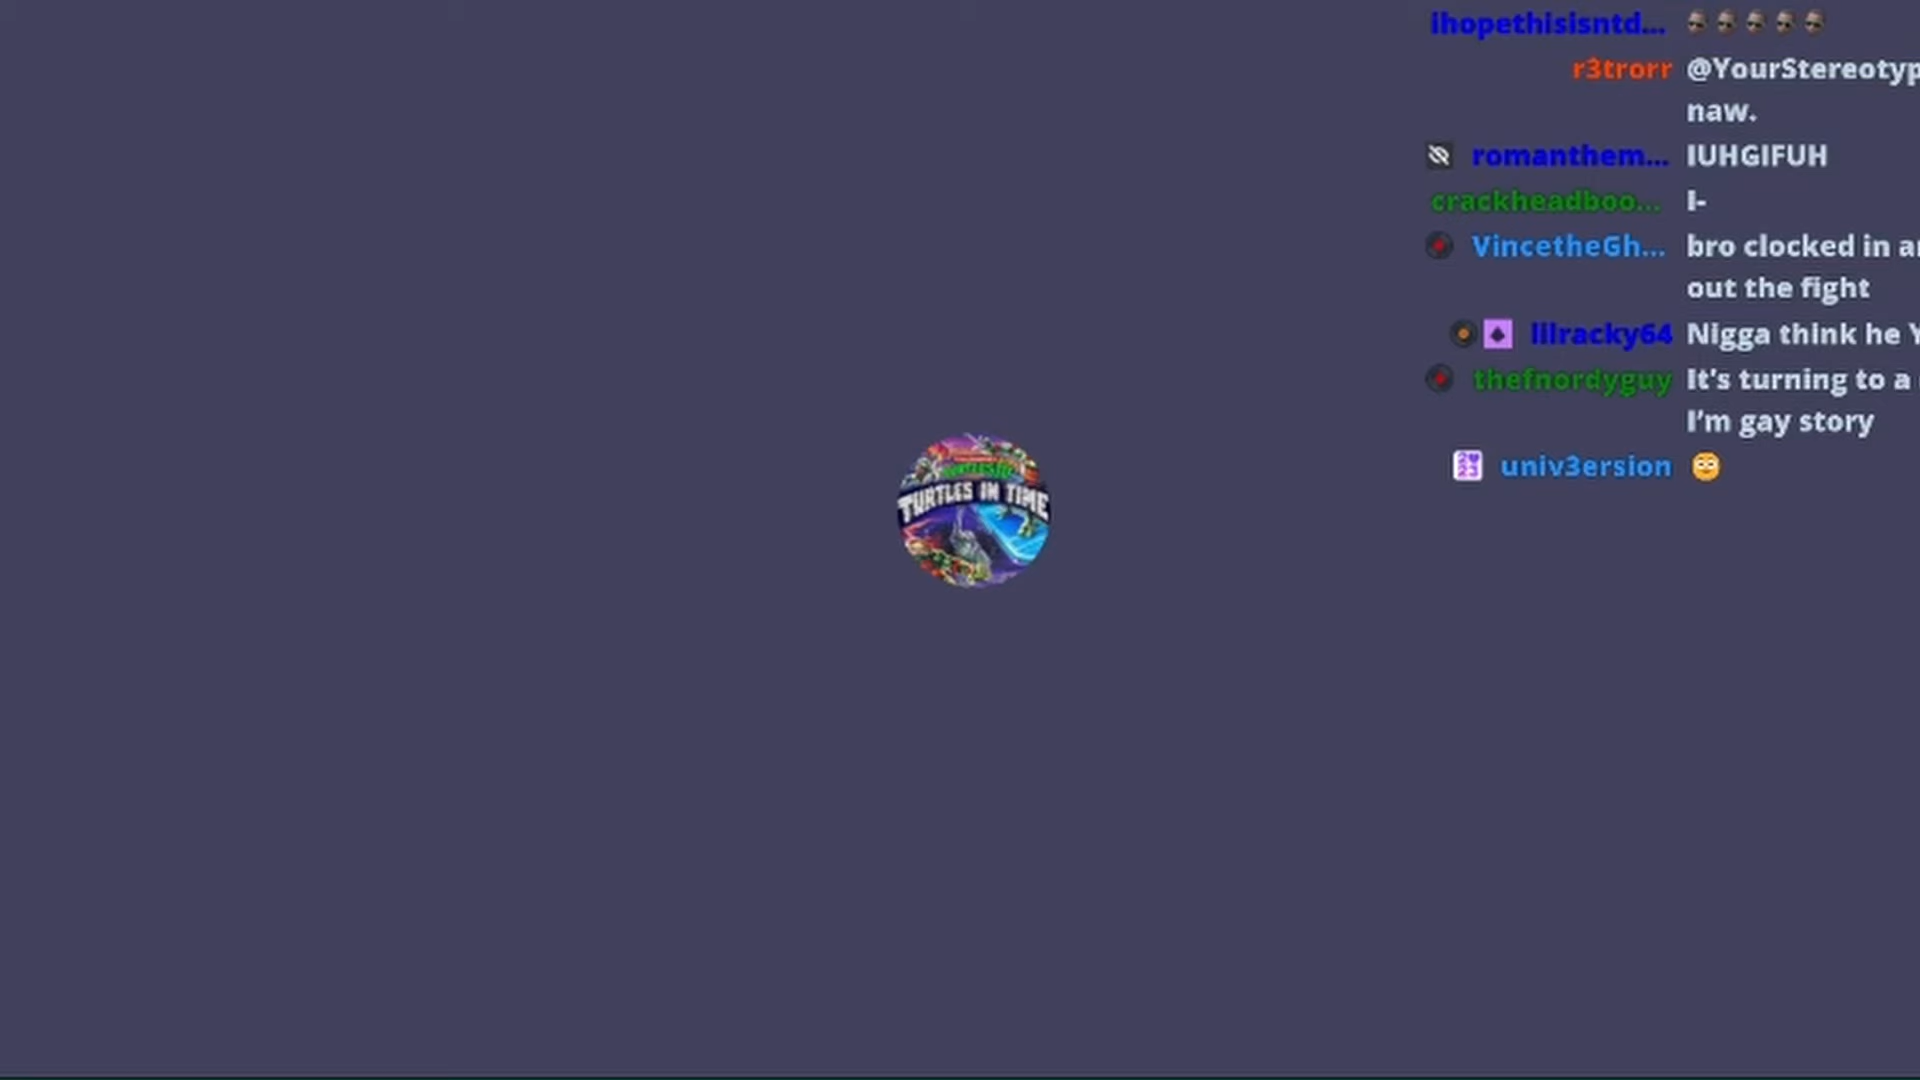 ihopethisisntd...
r3trorr @YourStereotyp
naw.
romanthem... IUHGIFUH
crackheadboo... I-
VincetheGh... bro clocked in
out the fight
lilracky64 Nigga think he Y
thefnordyguy It's turning to a
I'm gay story
univ3ersion
TURTLES IN TIME